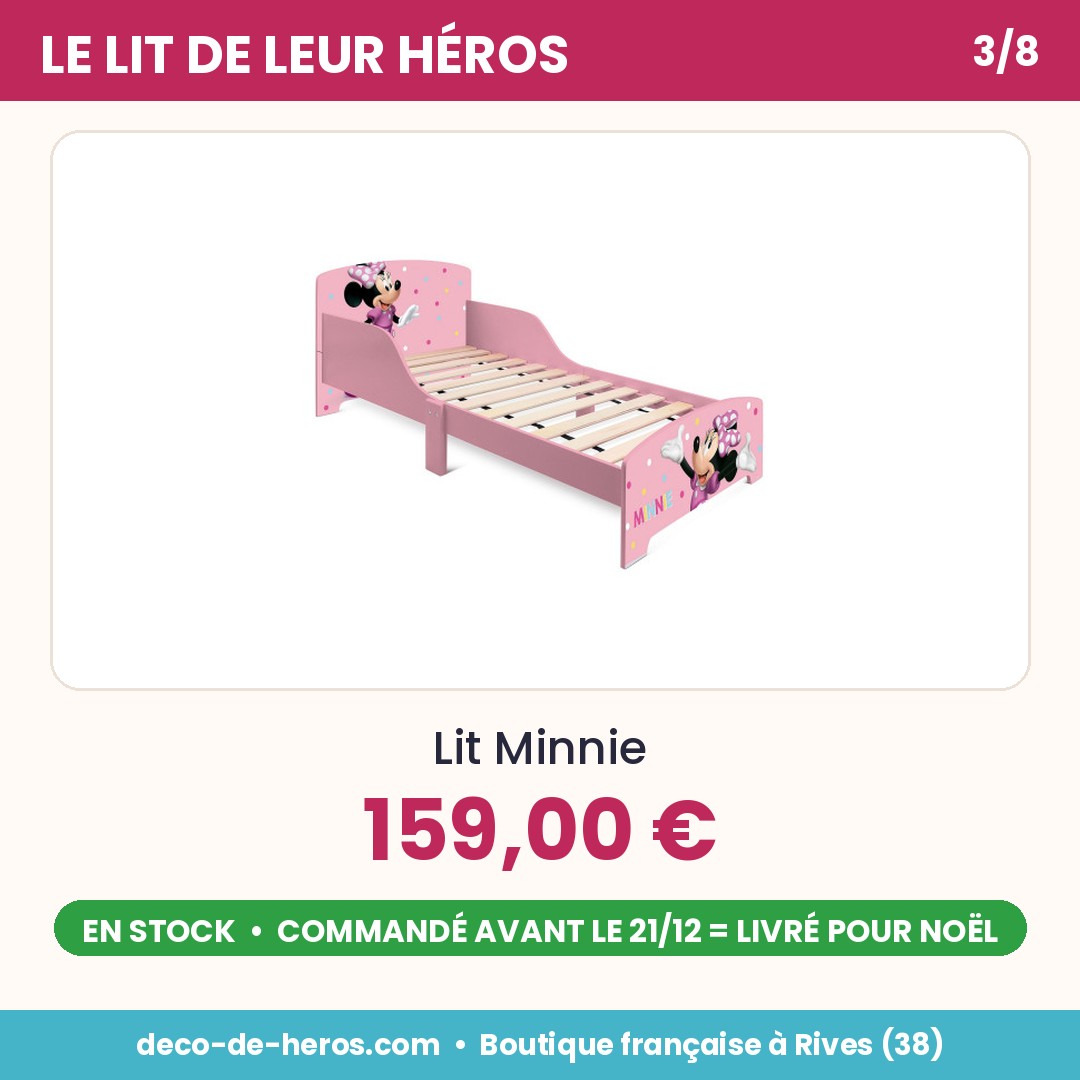 LE LIT DE LEUR HÉROS
3/8
MINNIE
Lit Minnie
159,00 €
EN STOCK • COMMANDÉ AVANT LE 21/12 = LIVRÉ POUR NOËL
deco-de-heros.com • Boutique française à Rives (38)